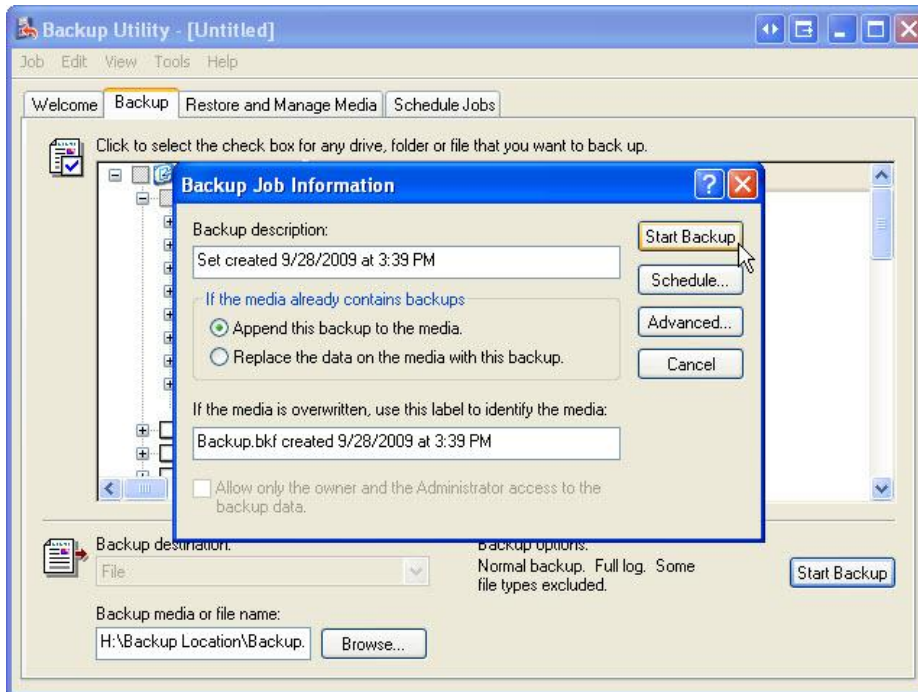 Backup Utility - [Untitled]
Job Edit View Tools Help
Welcome Backup Restore and Manage Media Schedule Jobs
Click to select the check box for any drive, folder or file that you want to back up.
Backup Job Information
Backup description:
Start Backup
Set created 9/28/2009 at 3:39 PM
Schedule...
If the media already contains backups
Append this backup to the media.
Advanced...
Replace the data on the media with this backup.
Cancel
If the media is overwritten, use this label to identify the media:
Backup.bkf created 9/28/2009 at 3:39 PM
Allow only the owner and the Administrator access to the
backup data.
Backup destination:
Backup options:
File
Normal backup. Full log. Some
file types excluded.
Start Backup
Backup media or file name:
H:\Backup Location\Backup.
Browse...